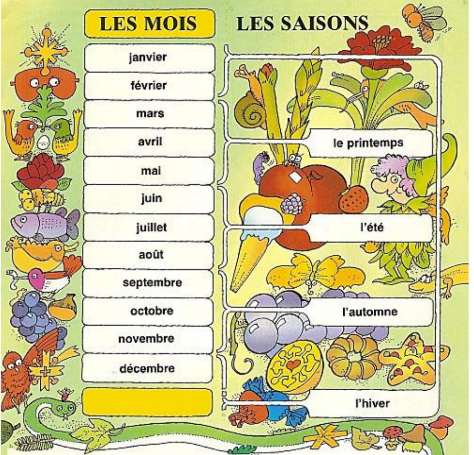 LES MOIS
janvier
février
mars
avril
mai
juin
juillet
août
septembre
octobre
novembre
décembre
LES SAISONS
le printemps
l'été
l'automne
l'hiver